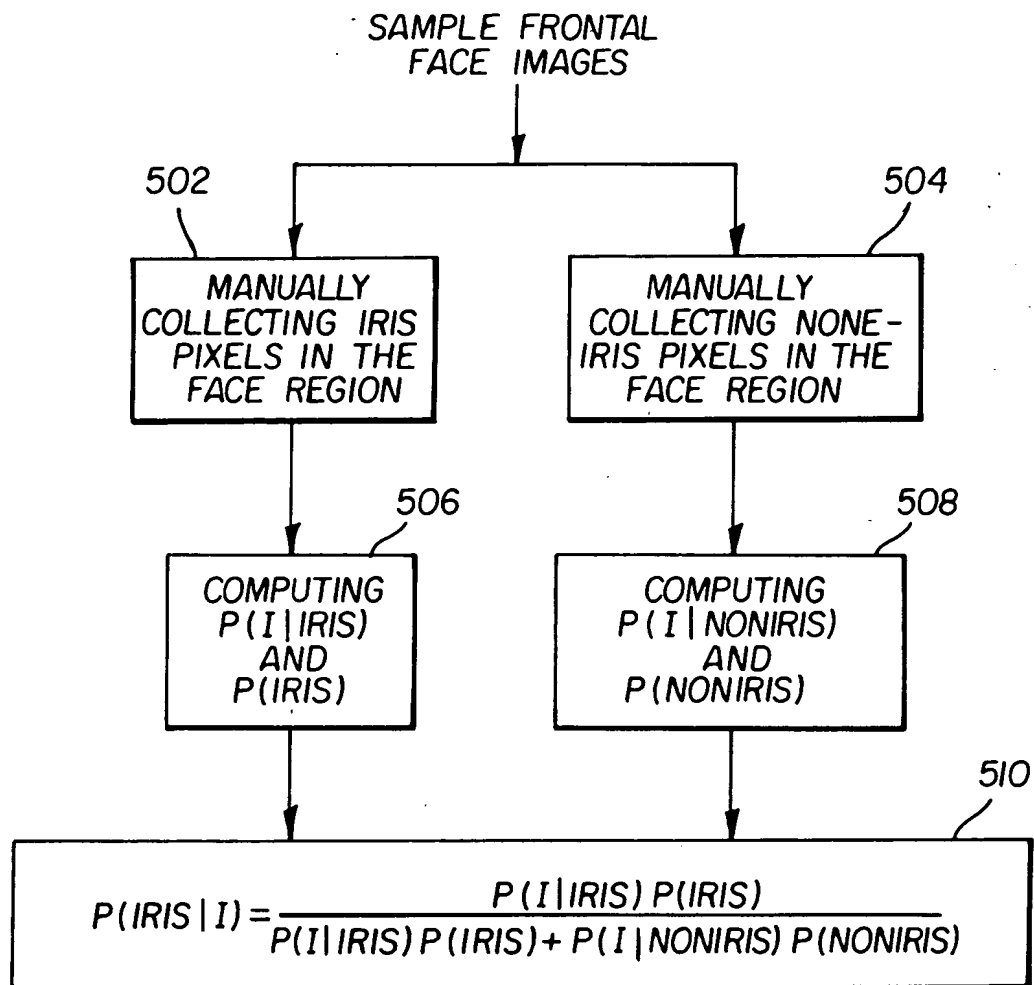 SAMPLE FRONTAL
FACE IMAGES
502
504
MANUALLY
COLLECTING IRIS
PIXELS IN THE
FACE REGION
MANUALLY
COLLECTING NONE-
IRIS PIXELS IN THE
FACE REGION
506
508
COMPUTING
P(I|IRIS)
AND
P(IRIS)
COMPUTING
P(I|NONIRIS)
AND
P(NONIRIS)
510
P(IRIS|I)= P(I|IRIS) P(IRIS)
P(I|IRIS) P(IRIS)+ P(I|NONIRIS) P(NONIRIS)